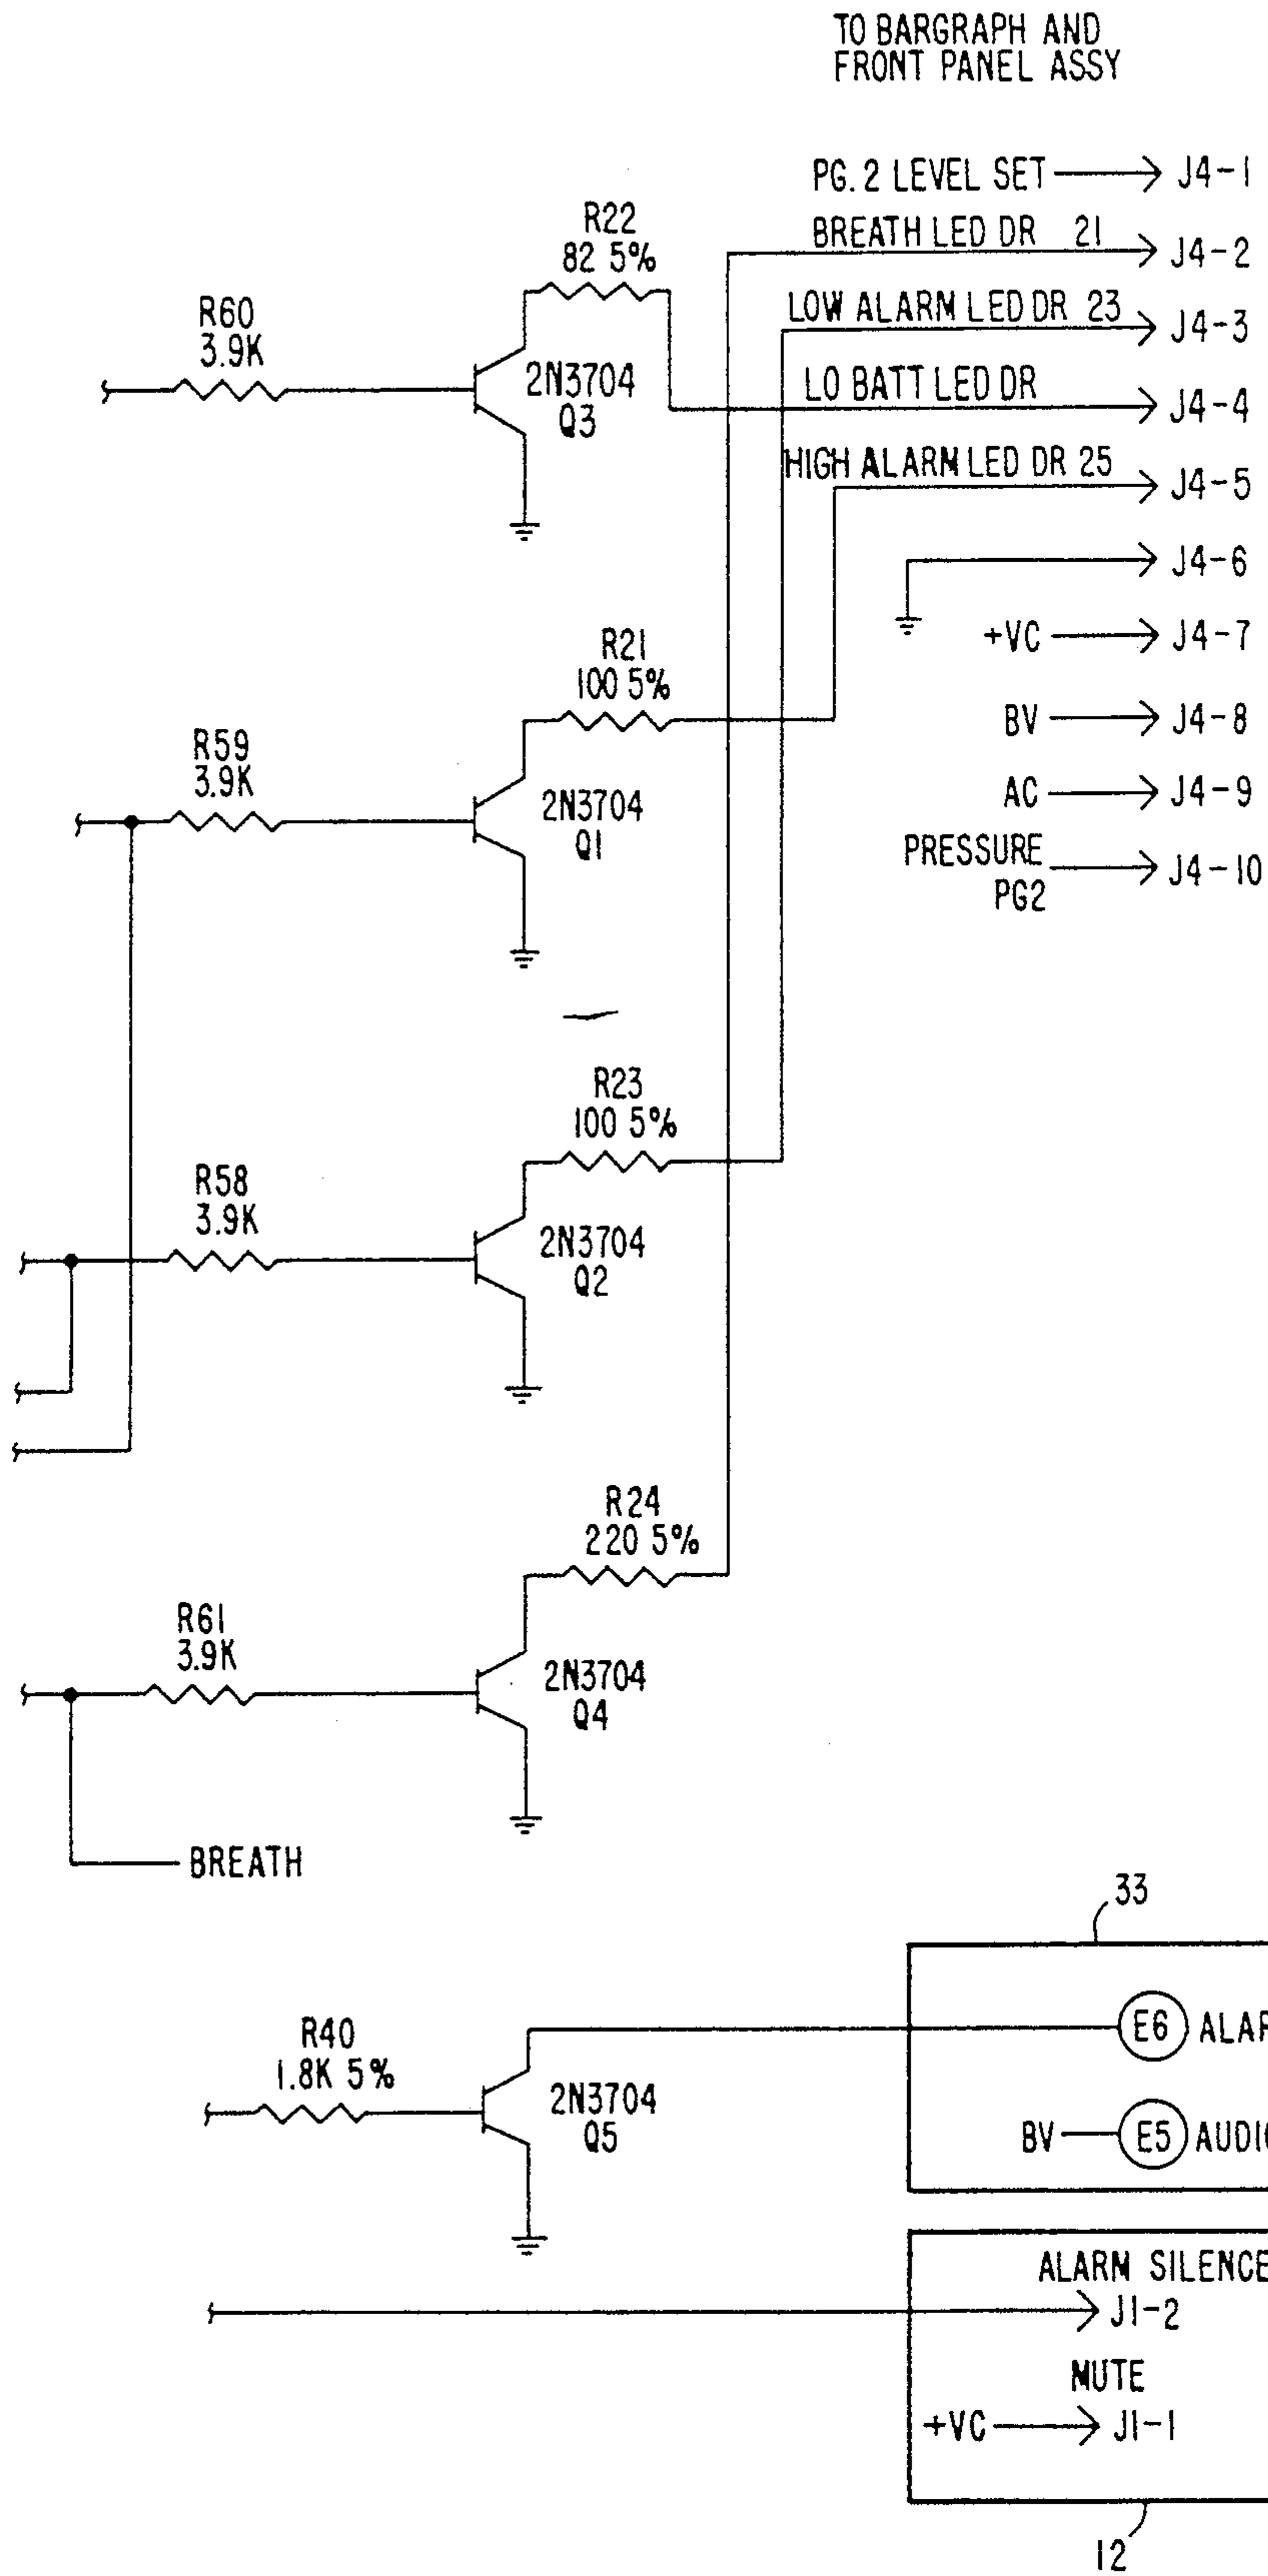 TO BARGRAPH AND
FRONT PANEL ASSY
PG. 2 LEVEL SET J4-1
BREATH LED DR 21 J4-2
LOW ALARM LED DR 23 J4-3
LO BATT LED DR J4-4
HIGH ALARM LED DR 25 J4-5
J4-6
+VC J4-7
BV J4-8
AC J4-9
PRESSURE
PG2
J4-10
R22
82 5%
R60
3.9K
2N3704
Q3
R21
100 5%
R59
3.9K
2N3704
Q1
R23
100 5%
R58
3.9K
2N3704
Q2
R24
220 5%
R61
3.9K
2N3704
Q4
BREATH
33
R40
1.8K 5%
2N3704
Q5
E6
BV E5
ALARM SILENCE
J1-2
MUTE
+VC J1-1
12